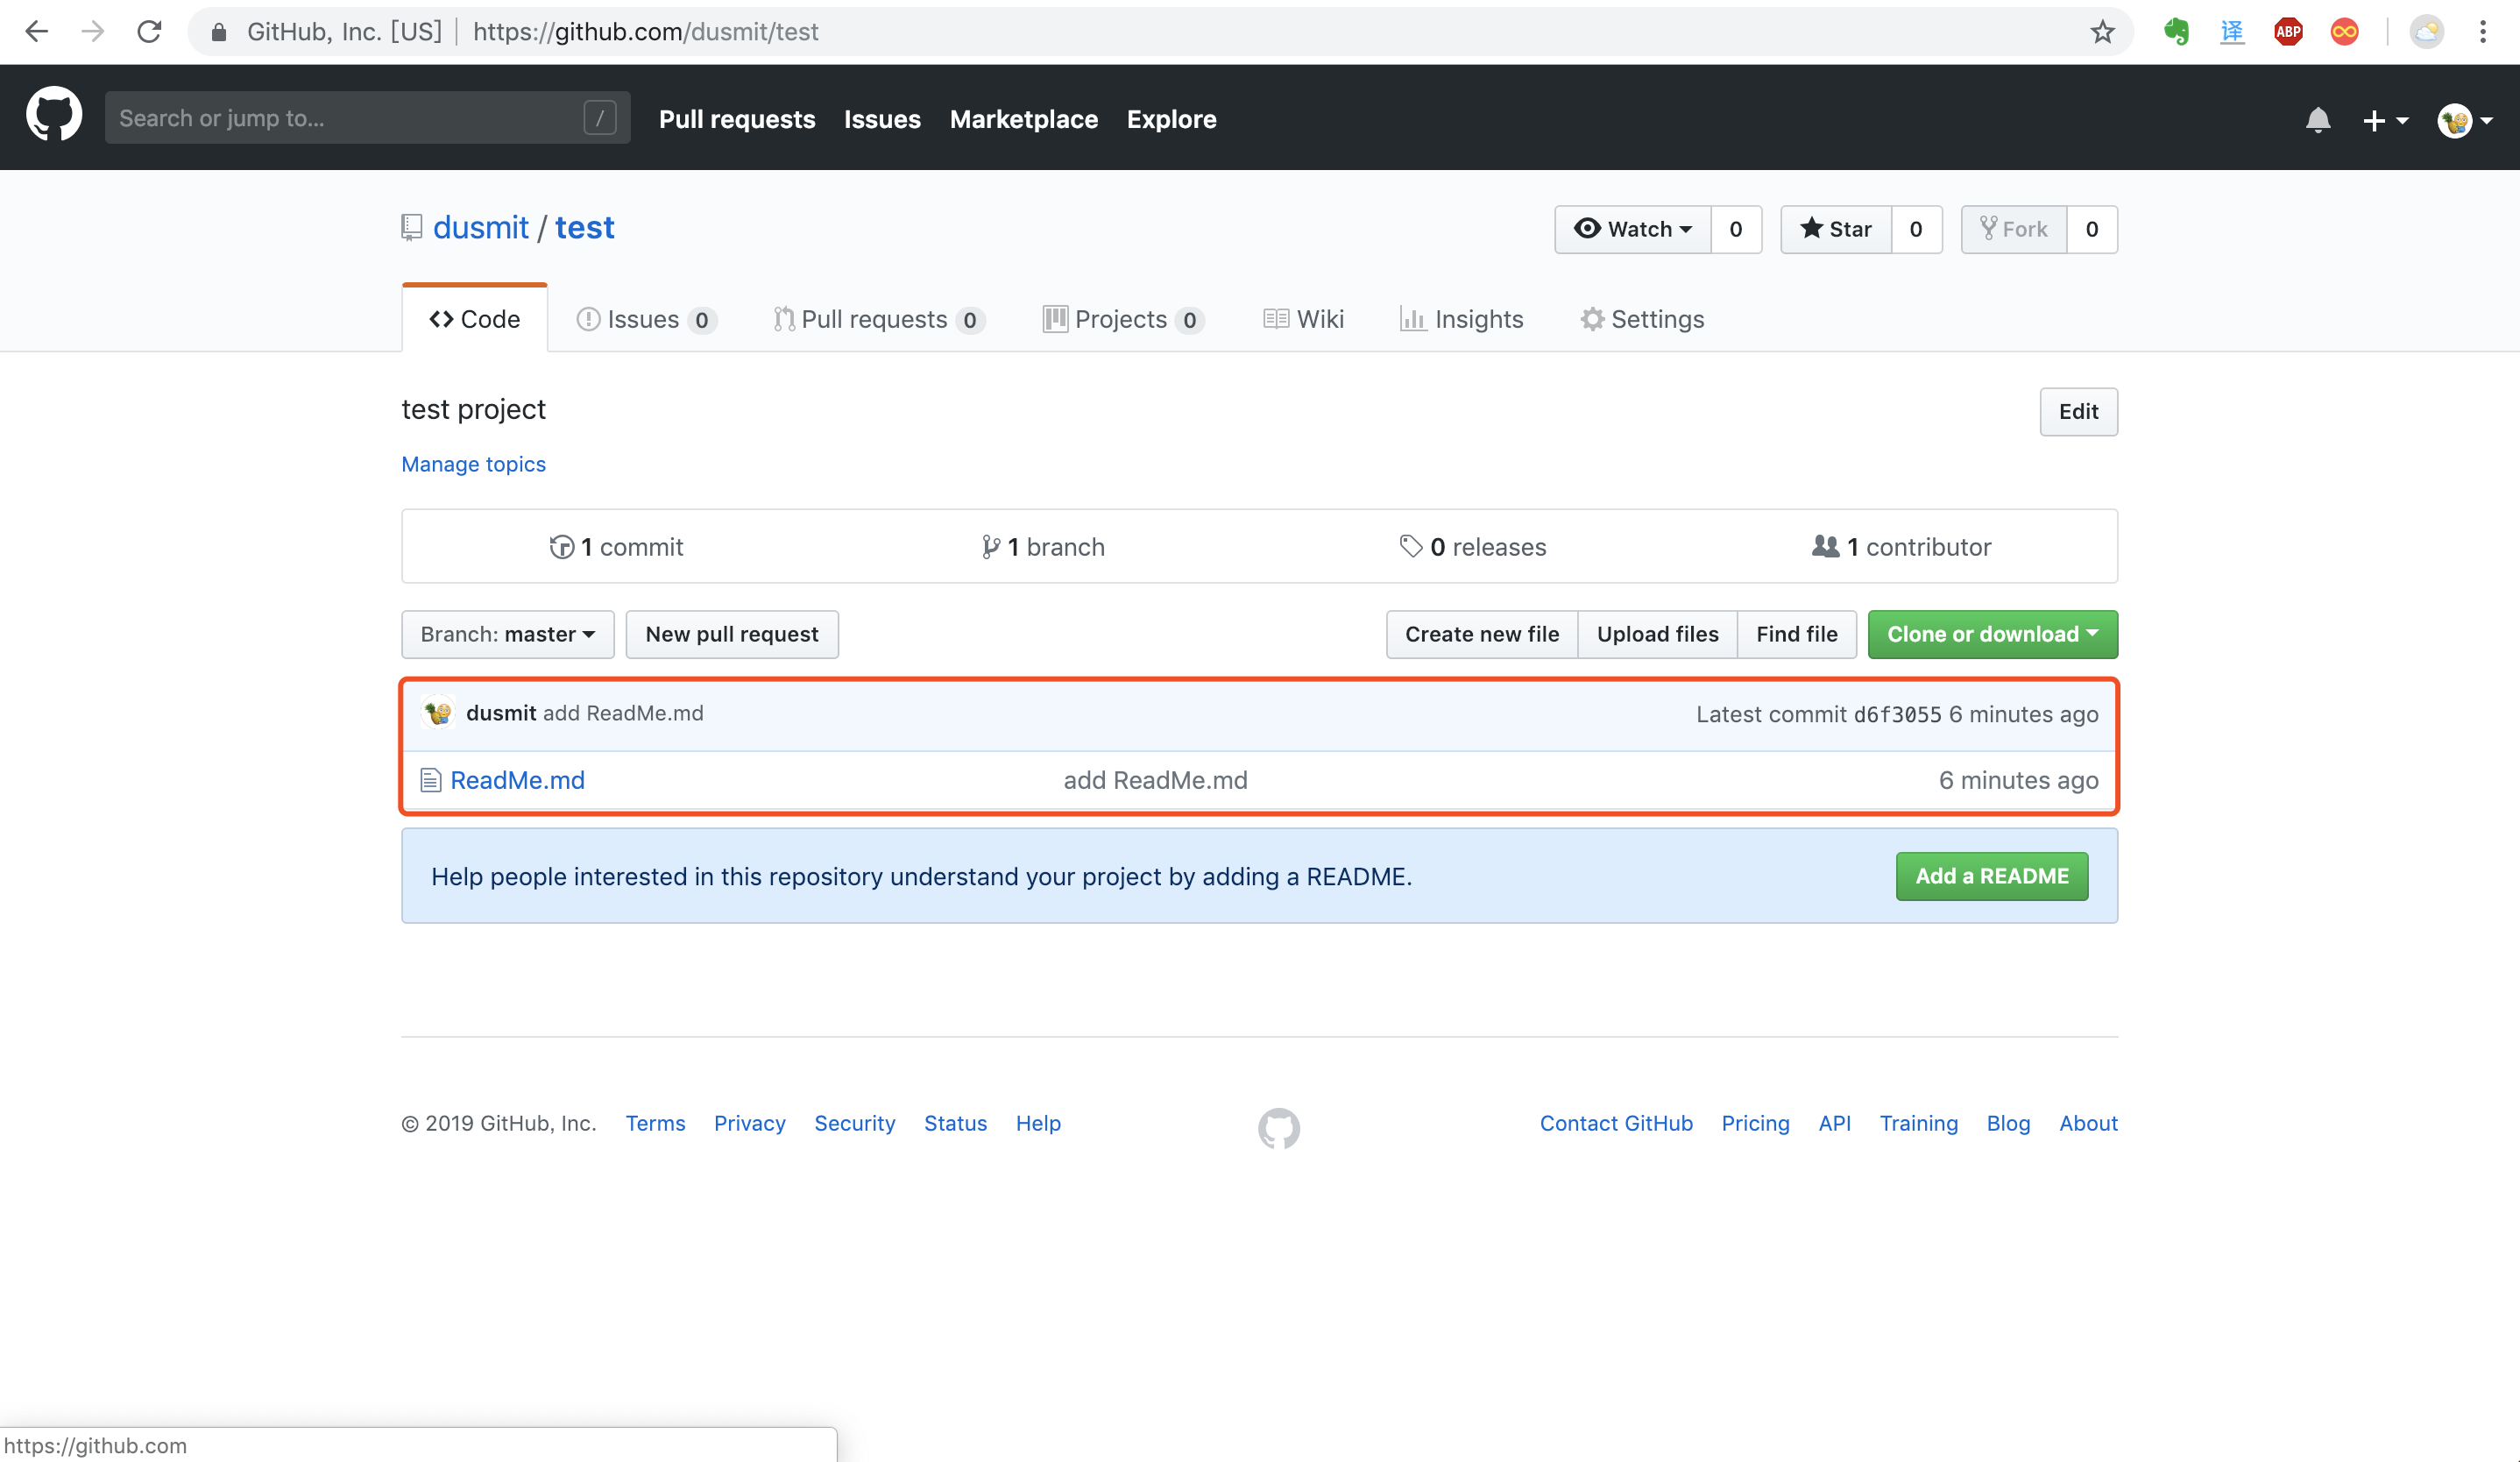 GitHub, Inc. [US] | https://github.com/dusmit/test
译 ABP
Search or jump to... / Pull requests Issues Marketplace Explore
dusmit / test Watch 0 Star 0 Fork 0
Code Issues 0 Pull requests 0 Projects 0 Wiki Insights Settings
test project Edit
Manage topics
1 commit 1 branch 0 releases 1 contributor
Branch: master New pull request Create new file Upload files Find file Clone or download
dusmit add ReadMe.md Latest commit d6f3055 6 minutes ago
ReadMe.md add ReadMe.md 6 minutes ago
Help people interested in this repository understand your project by adding a README. Add a README
© 2019 GitHub, Inc. Terms Privacy Security Status Help Contact GitHub Pricing API Training Blog About
https://github.com